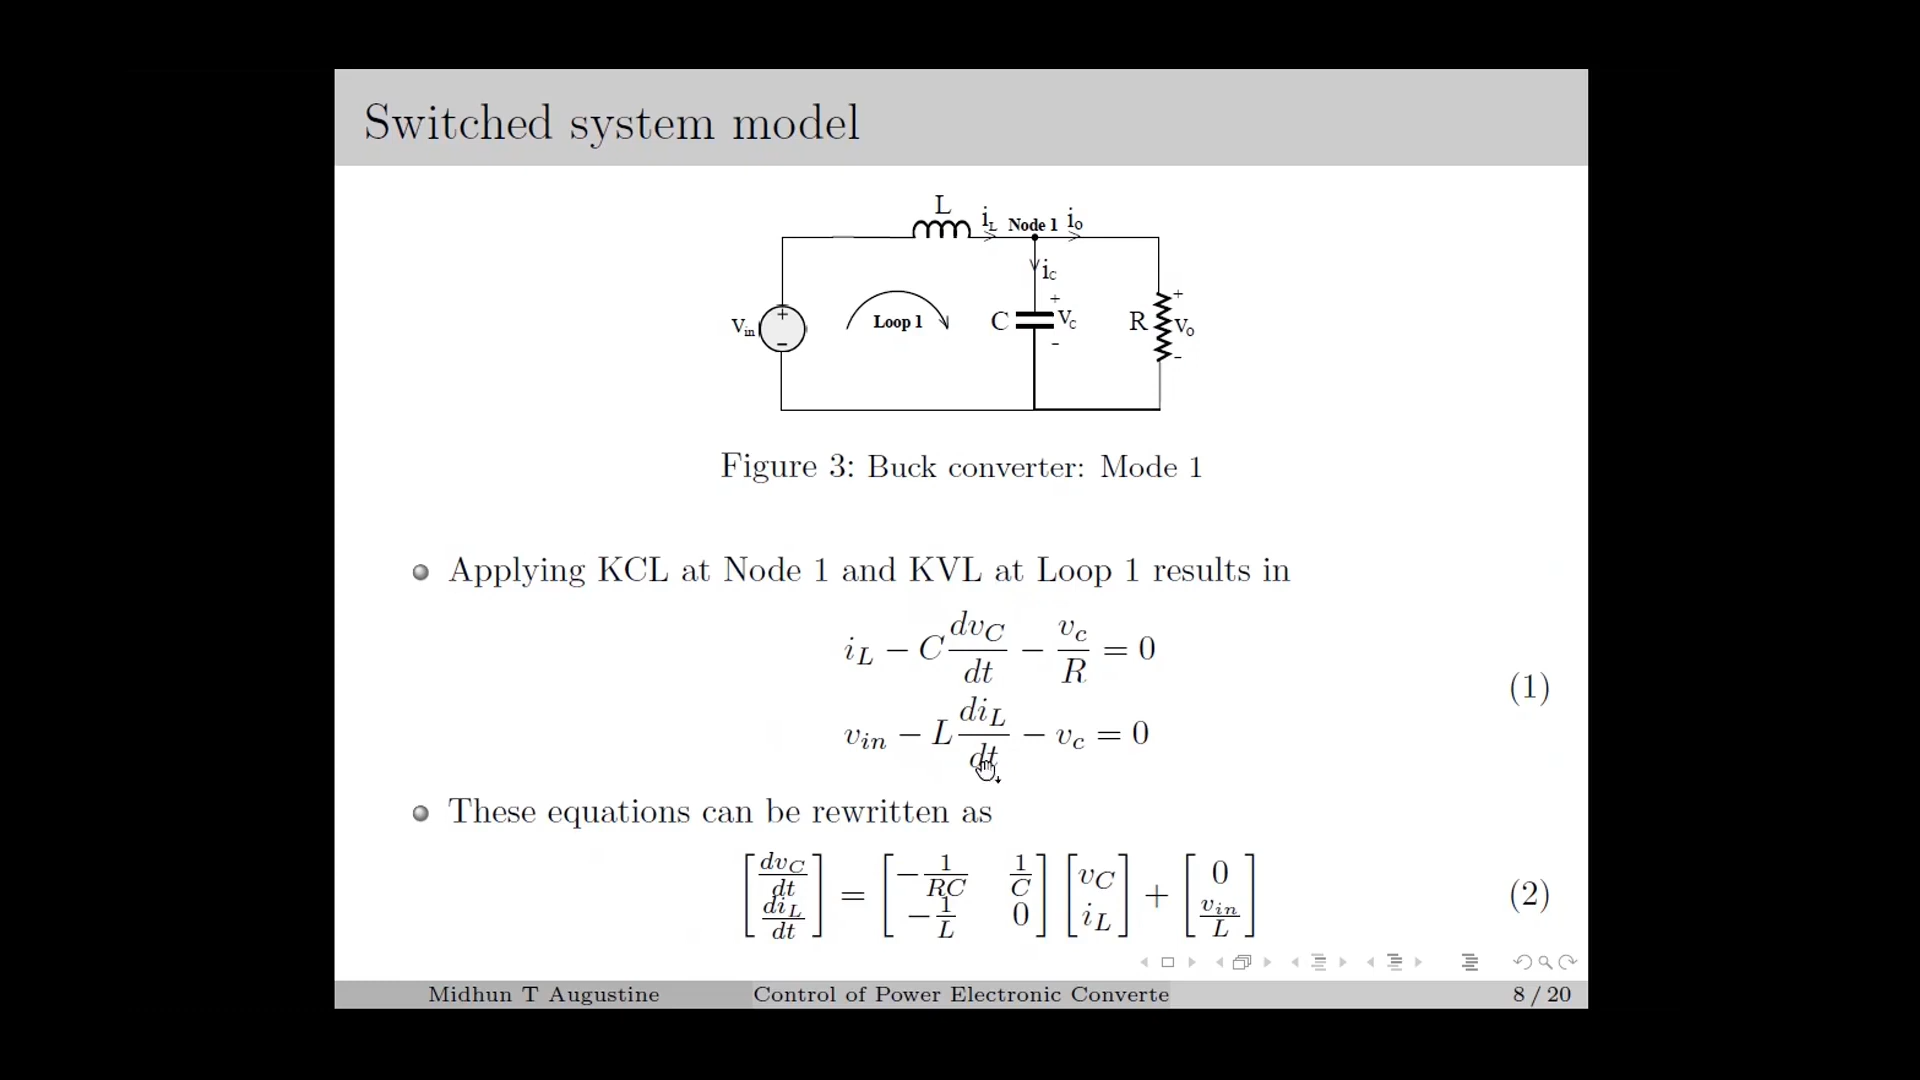 Switched system model
L
i_L Node 1 i_o
i_c
V_in + − Loop 1 C + V_c - R + V_o -
Figure 3: Buck converter: Mode 1
Applying KCL at Node 1 and KVL at Loop 1 results in
i_L − C dv_C/dt − v_c/R = 0
(1)
v_in − L di_L/dt − v_c = 0
These equations can be rewritten as
[dv_C/dt; di_L/dt] = [−1/RC 1/C; −1/L 0] [v_C; i_L] + [0; v_in/L] (2)
Midhun T Augustine Control of Power Electronic Converte 8 / 20